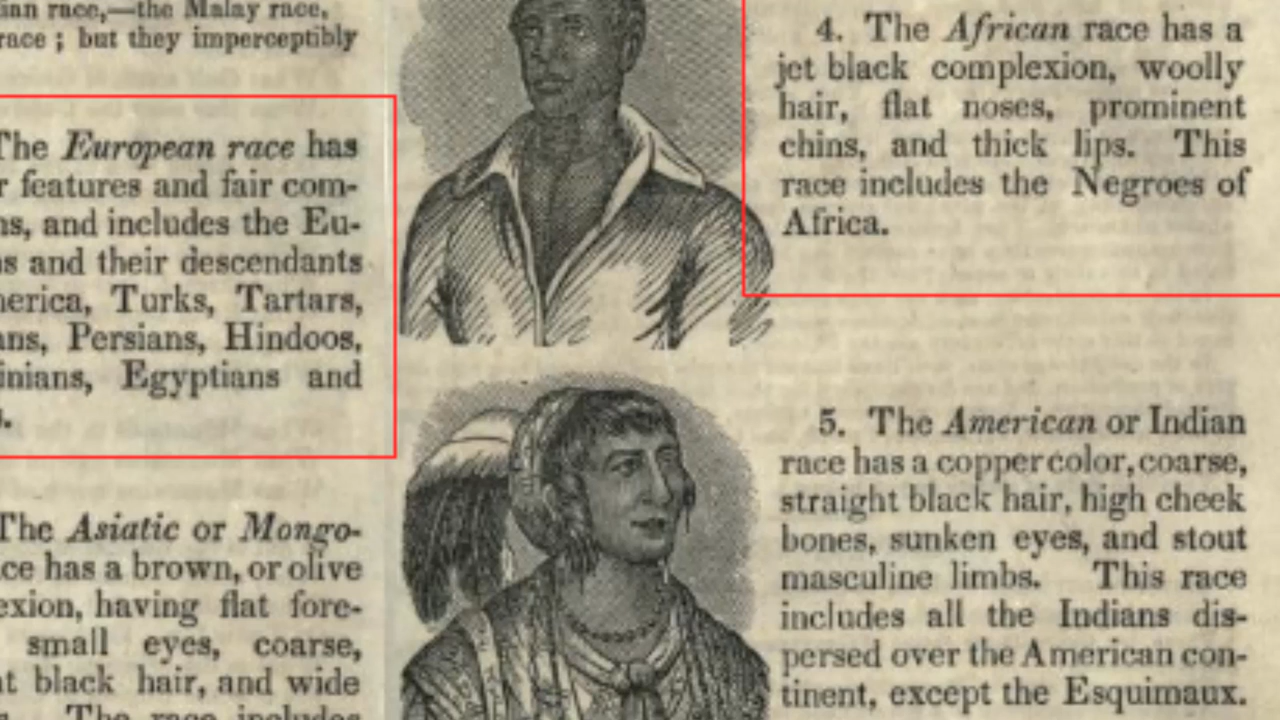 ian race,—the Malay race,
race ; but they imperceptibly
The European race has
r features and fair com-
ns, and includes the Eu-
ns and their descendants
nerica, Turks, Tartars,
ans, Persians, Hindoos,
inians, Egyptians and
The Asiatic or Mongo-
ce has a brown, or olive
exion, having flat fore-
small eyes, coarse,
t black hair, and wide
The race includes
4. The African race has a
jet black complexion, woolly
hair, flat noses, prominent
chins, and thick lips. This
race includes the Negroes of
Africa.
5. The American or Indian
race has a copper color, coarse,
straight black hair, high cheek
bones, sunken eyes, and stout
masculine limbs. This race
includes all the Indians dis-
persed over the American con-
tinent, except the Esquimaux.